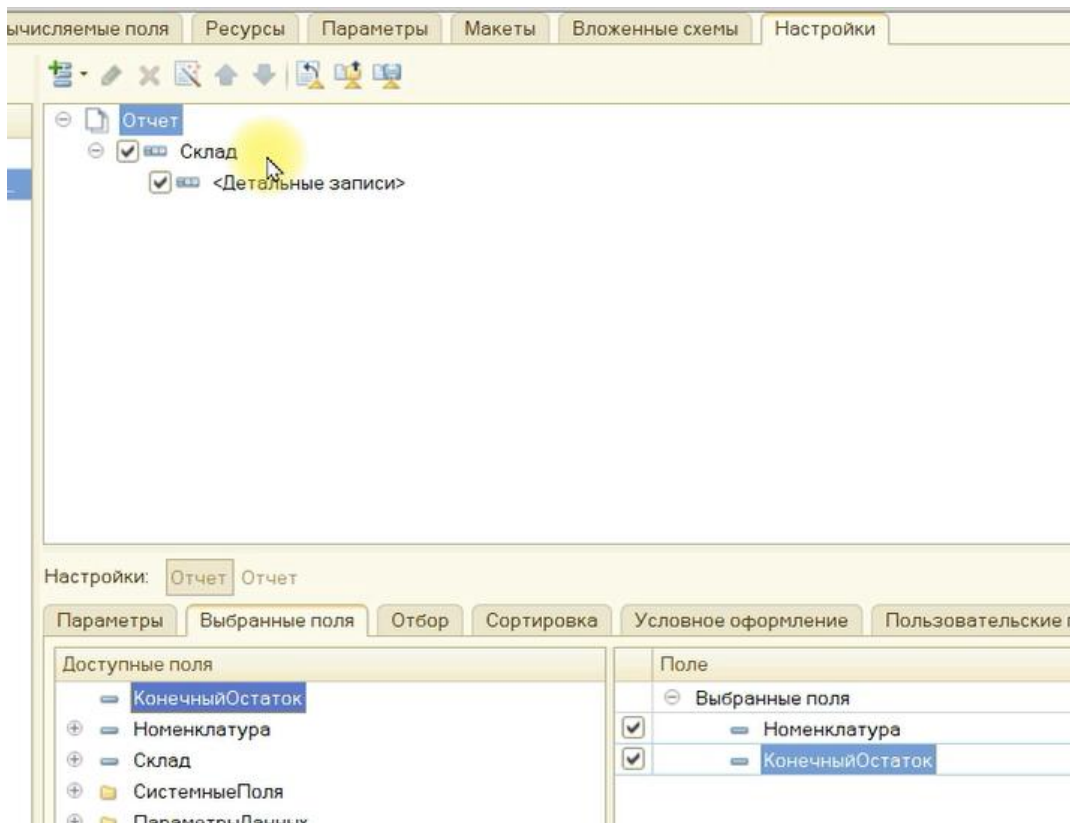 ычисляемые поля Ресурсы Параметры Макеты Вложенные схемы Настройки
Отчет
Склад
<Детальные записи>
Настройки: Отчет Отчет
Параметры Выбранные поля Отбор Сортировка Условное оформление Пользовательские
Доступные поля Поле
КонечныйОстаток Выбранные поля
Номенклатура Номенклатура
Склад КонечныйОстаток
СистемныеПоля
ПараметрыДанных